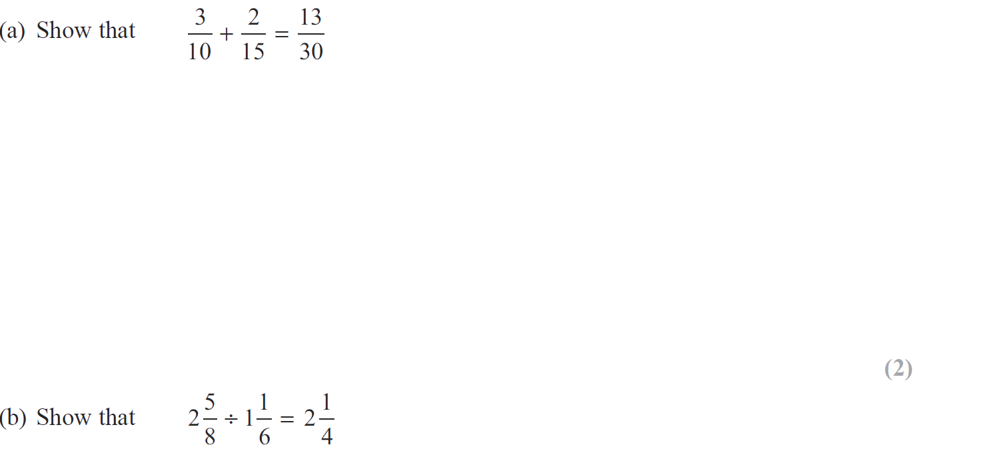 (a) Show that 3/10 + 2/15 = 13/30
(2)
(b) Show that 2 5/8 ÷ 1 1/6 = 2 1/4